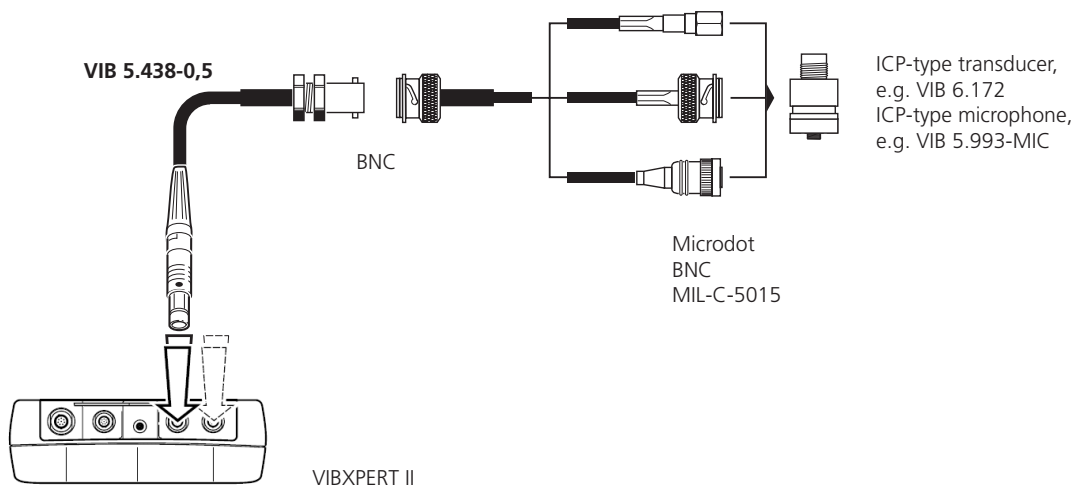 VIB 5.438-0,5
BNC
ICP-type transducer,
e.g. VIB 6.172
ICP-type microphone,
e.g. VIB 5.993-MIC
Microdot
BNC
MIL-C-5015
VIBXPERT II